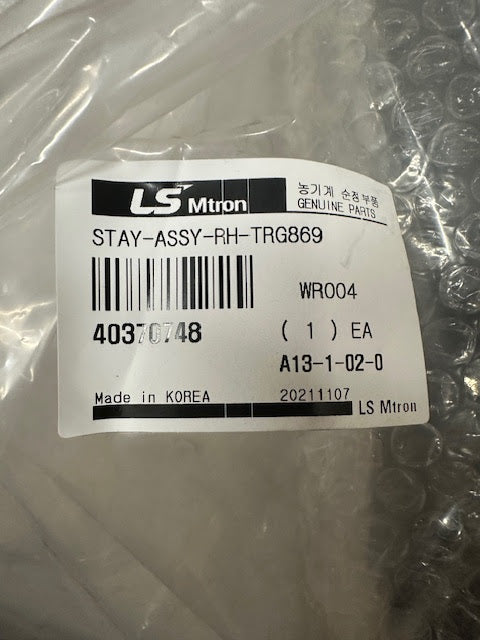 LS Mtron
농기계 순정부품
GENUINE PARTS
STAY-ASSY-RH-TRG869
WR004
40370748
( 1 ) EA
A13-1-02-0
Made in KOREA
20211107
LS Mtron